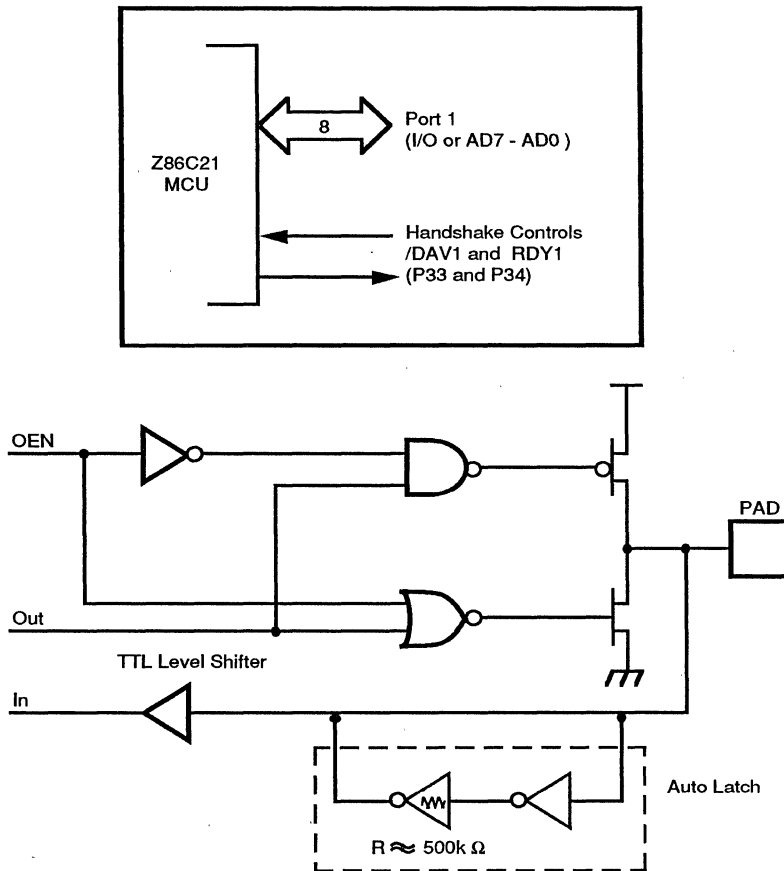 Z86C21
MCU
8
Port 1
(I/O or AD7 - AD0 )
Handshake Controls
/DAV1 and RDY1
(P33 and P34)
OEN
PAD
Out
TTL Level Shifter
In
Auto Latch
R ≈ 500k Ω